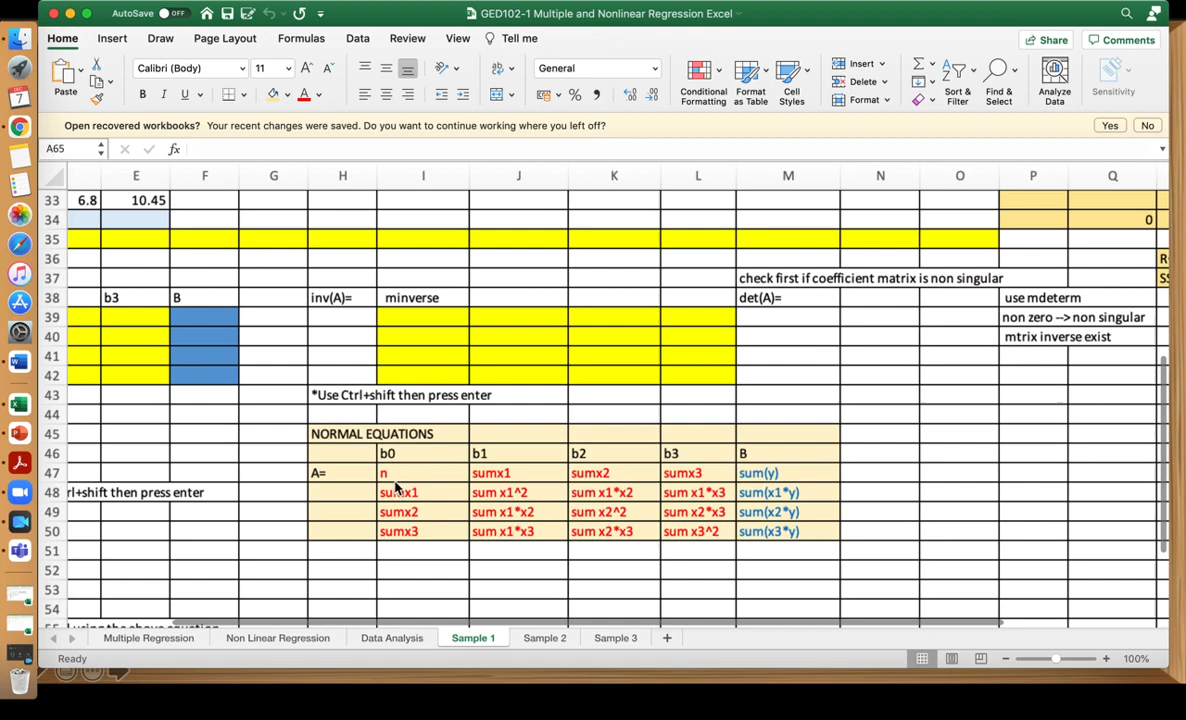 AutoSave OFF
GED102-1 Multiple and Nonlinear Regression Excel
Home Insert Draw Page Layout Formulas Data Review View Tell me Share Comments
Paste
Calibri (Body) 11
B I U
General
Conditional Formatting
Format as Table
Cell Styles
Insert
Delete
Format
Sort & Filter
Find & Select
Analyze Data
Sensitivity
Open recovered workbooks? Your recent changes were saved. Do you want to continue working where you left off? Yes No
A65 fx
E F G H I J K L M N O P Q
33 6.8 10.45
34 0
35
36
37 check first if coefficient matrix is non singular
38 b3 B inv(A)= minverse det(A)= use mdeterm
39 non zero --> non singular
40 mtrix inverse exist
41
42
43 *Use Ctrl+shift then press enter
44
45 NORMAL EQUATIONS
46 b0 b1 b2 b3 B
47 A= n sumx1 sumx2 sumx3 sum(y)
48 rl+shift then press enter sumx1 sum x1^2 sum x1*x2 sum x1*x3 sum(x1*y)
49 sumx2 sum x1*x2 sum x2^2 sum x2*x3 sum(x2*y)
50 sumx3 sum x1*x3 sum x2*x3 sum x3^2 sum(x3*y)
51
52
53
54
Multiple Regression Non Linear Regression Data Analysis Sample 1 Sample 2 Sample 3 +
Ready 100%